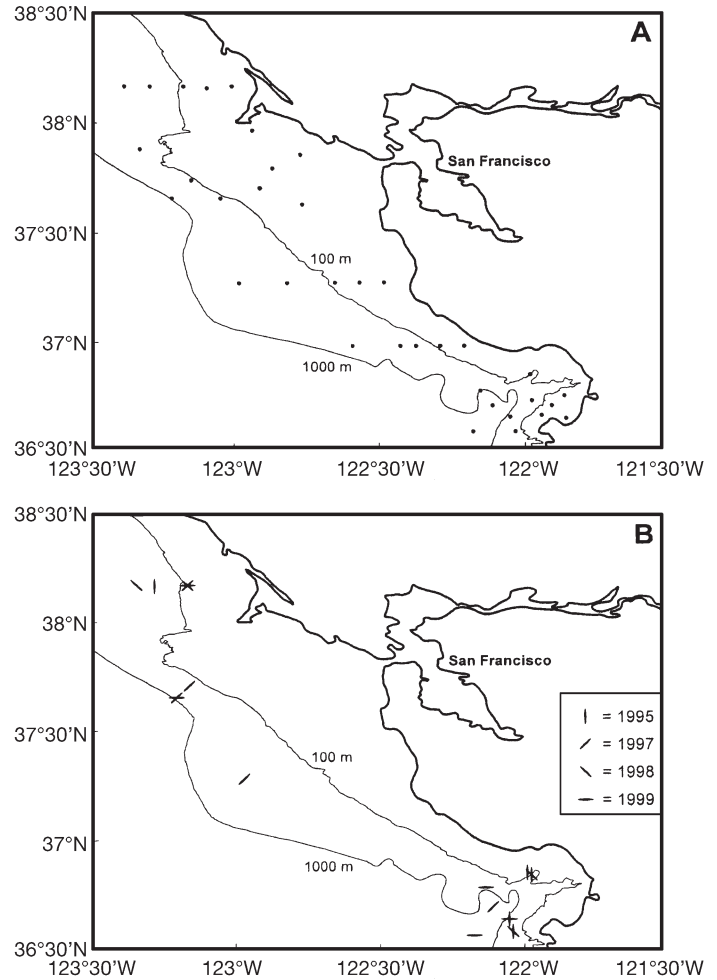 38°30'N
A
38°N
San Francisco
37°30'N
100 m
37°N
1000 m
36°30'N
123°30'W 123°W 122°30'W 122°W 121°30'W
38°30'N
B
38°N
San Francisco
37°30'N
= 1995
= 1997
100 m
= 1998
= 1999
37°N
1000 m
36°30'N
123°30'W 123°W 122°30'W 122°W 121°30'W